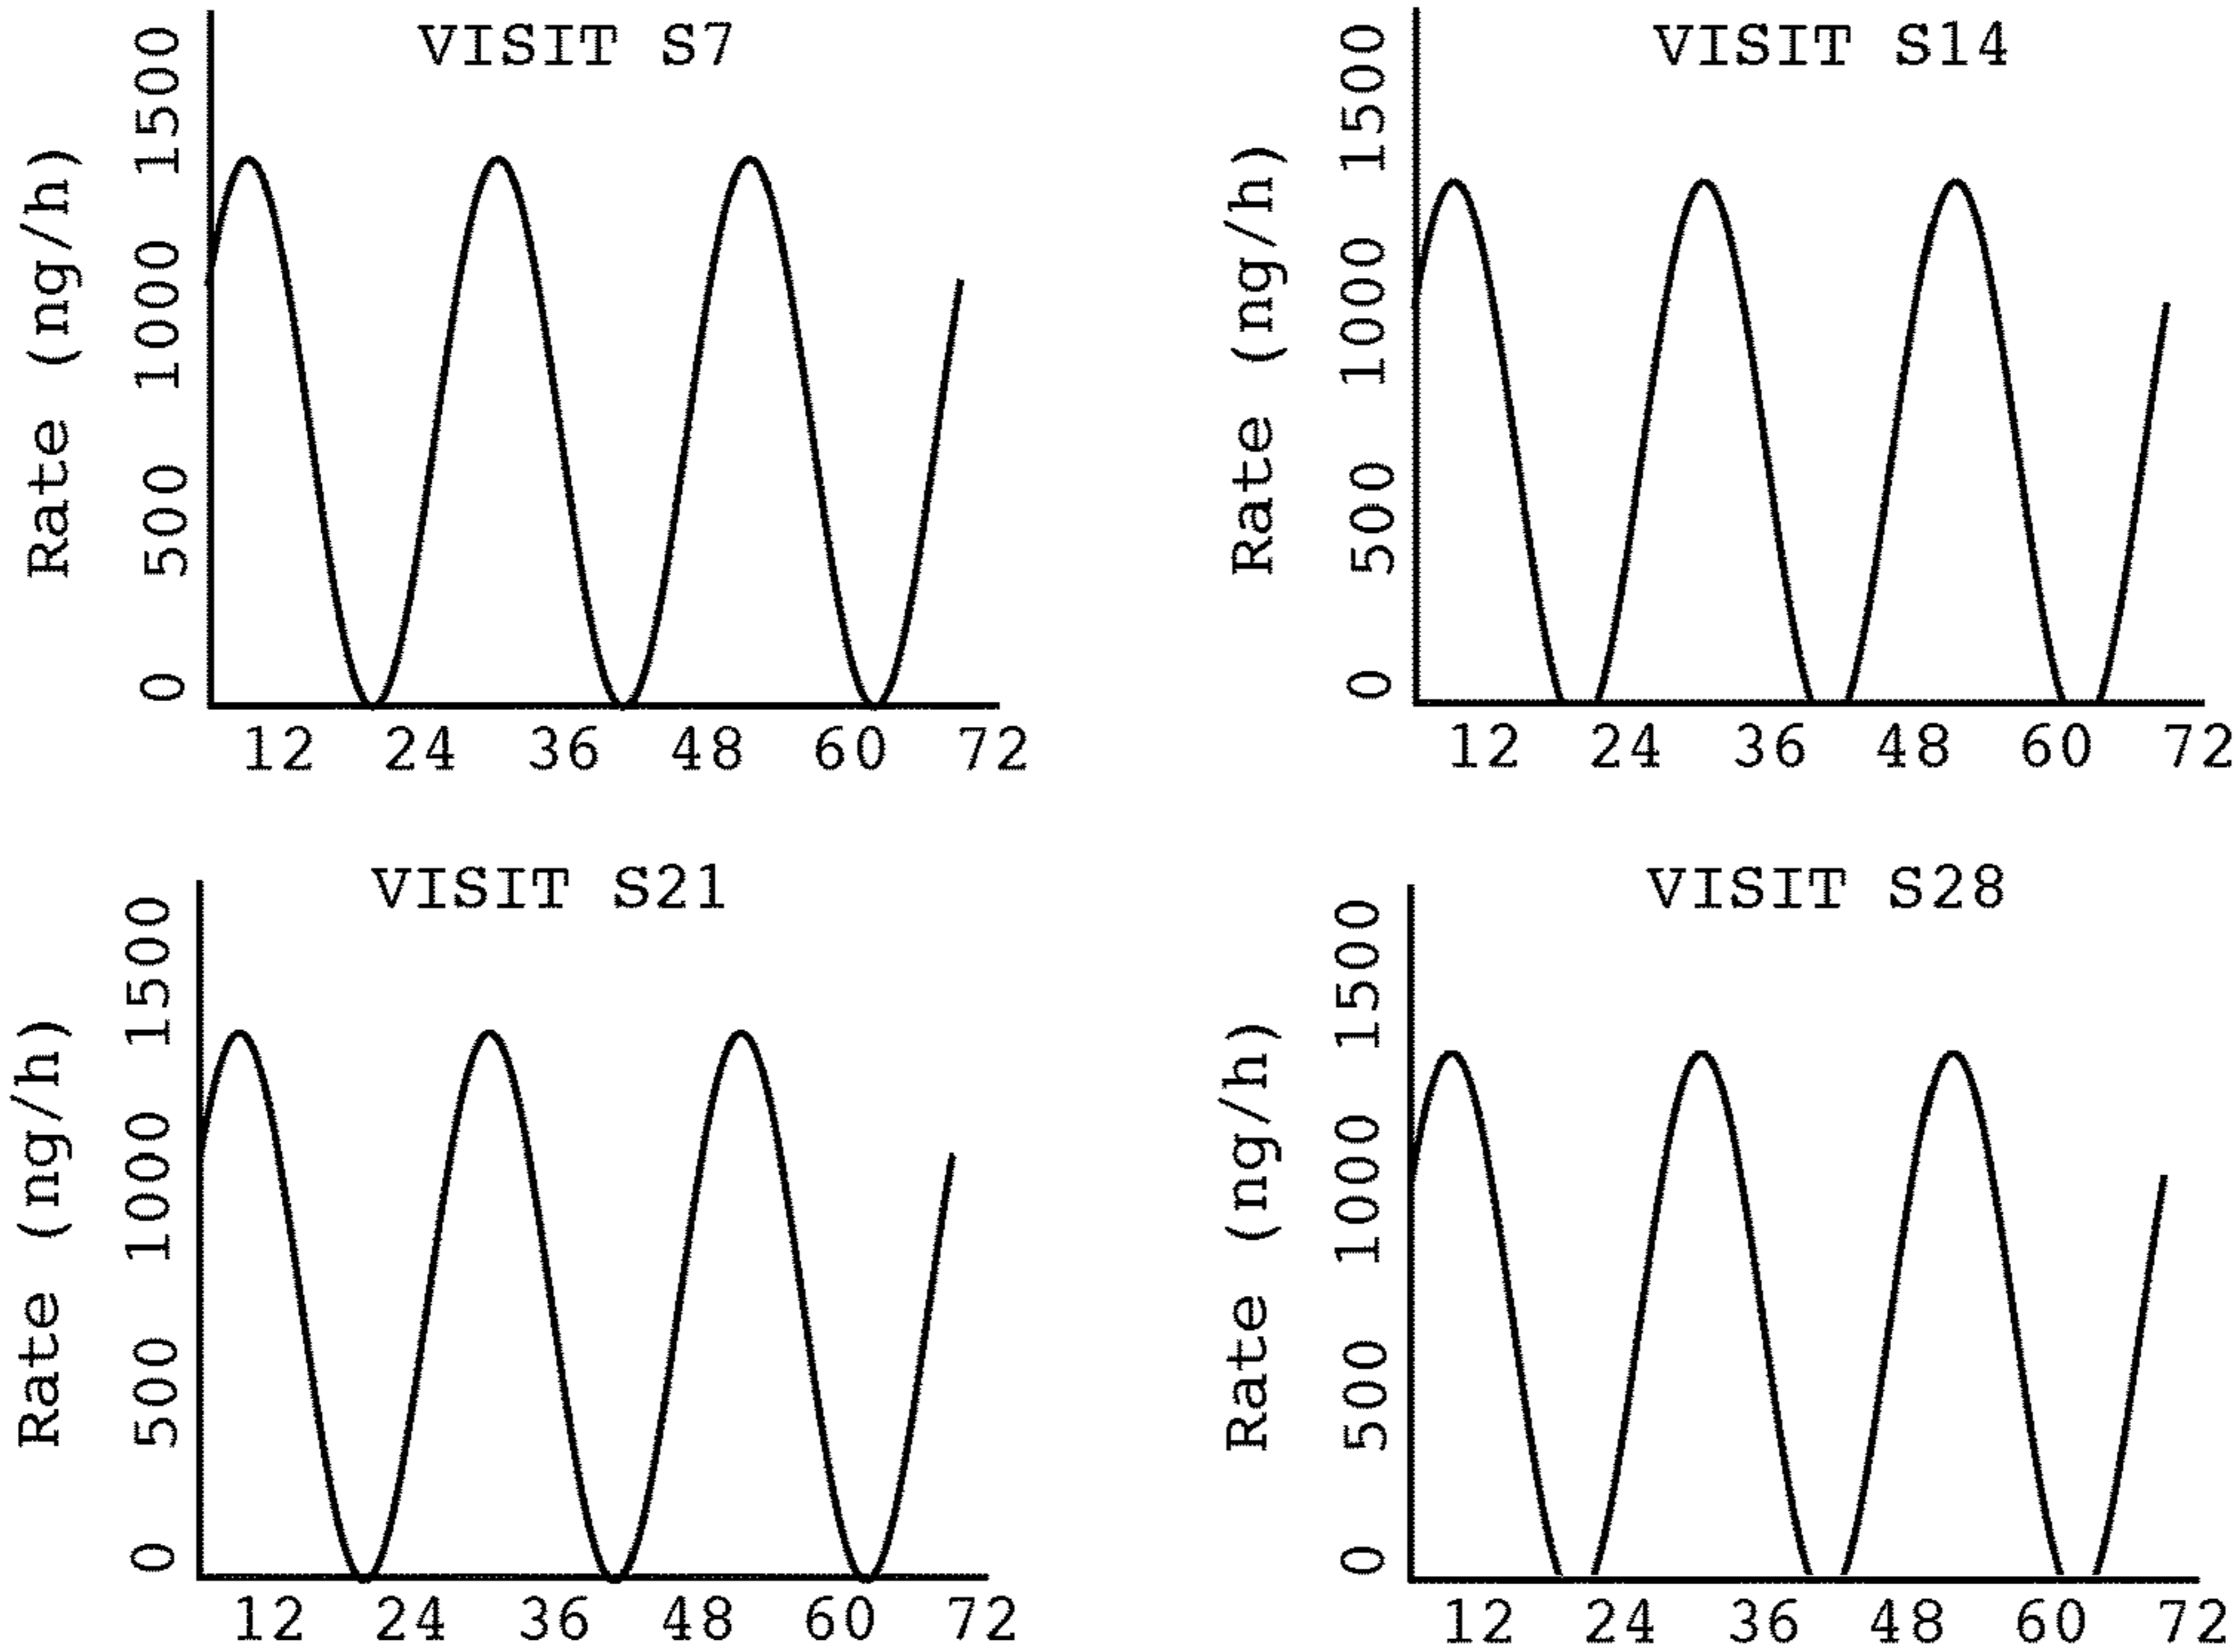 VISIT S7
Rate (ng/h)
1500
1000
500
0
12 24 36 48 60 72
VISIT S14
Rate (ng/h)
1500
1000
500
0
12 24 36 48 60 72
VISIT S21
Rate (ng/h)
1500
1000
500
0
12 24 36 48 60 72
VISIT S28
Rate (ng/h)
1500
1000
500
0
12 24 36 48 60 72